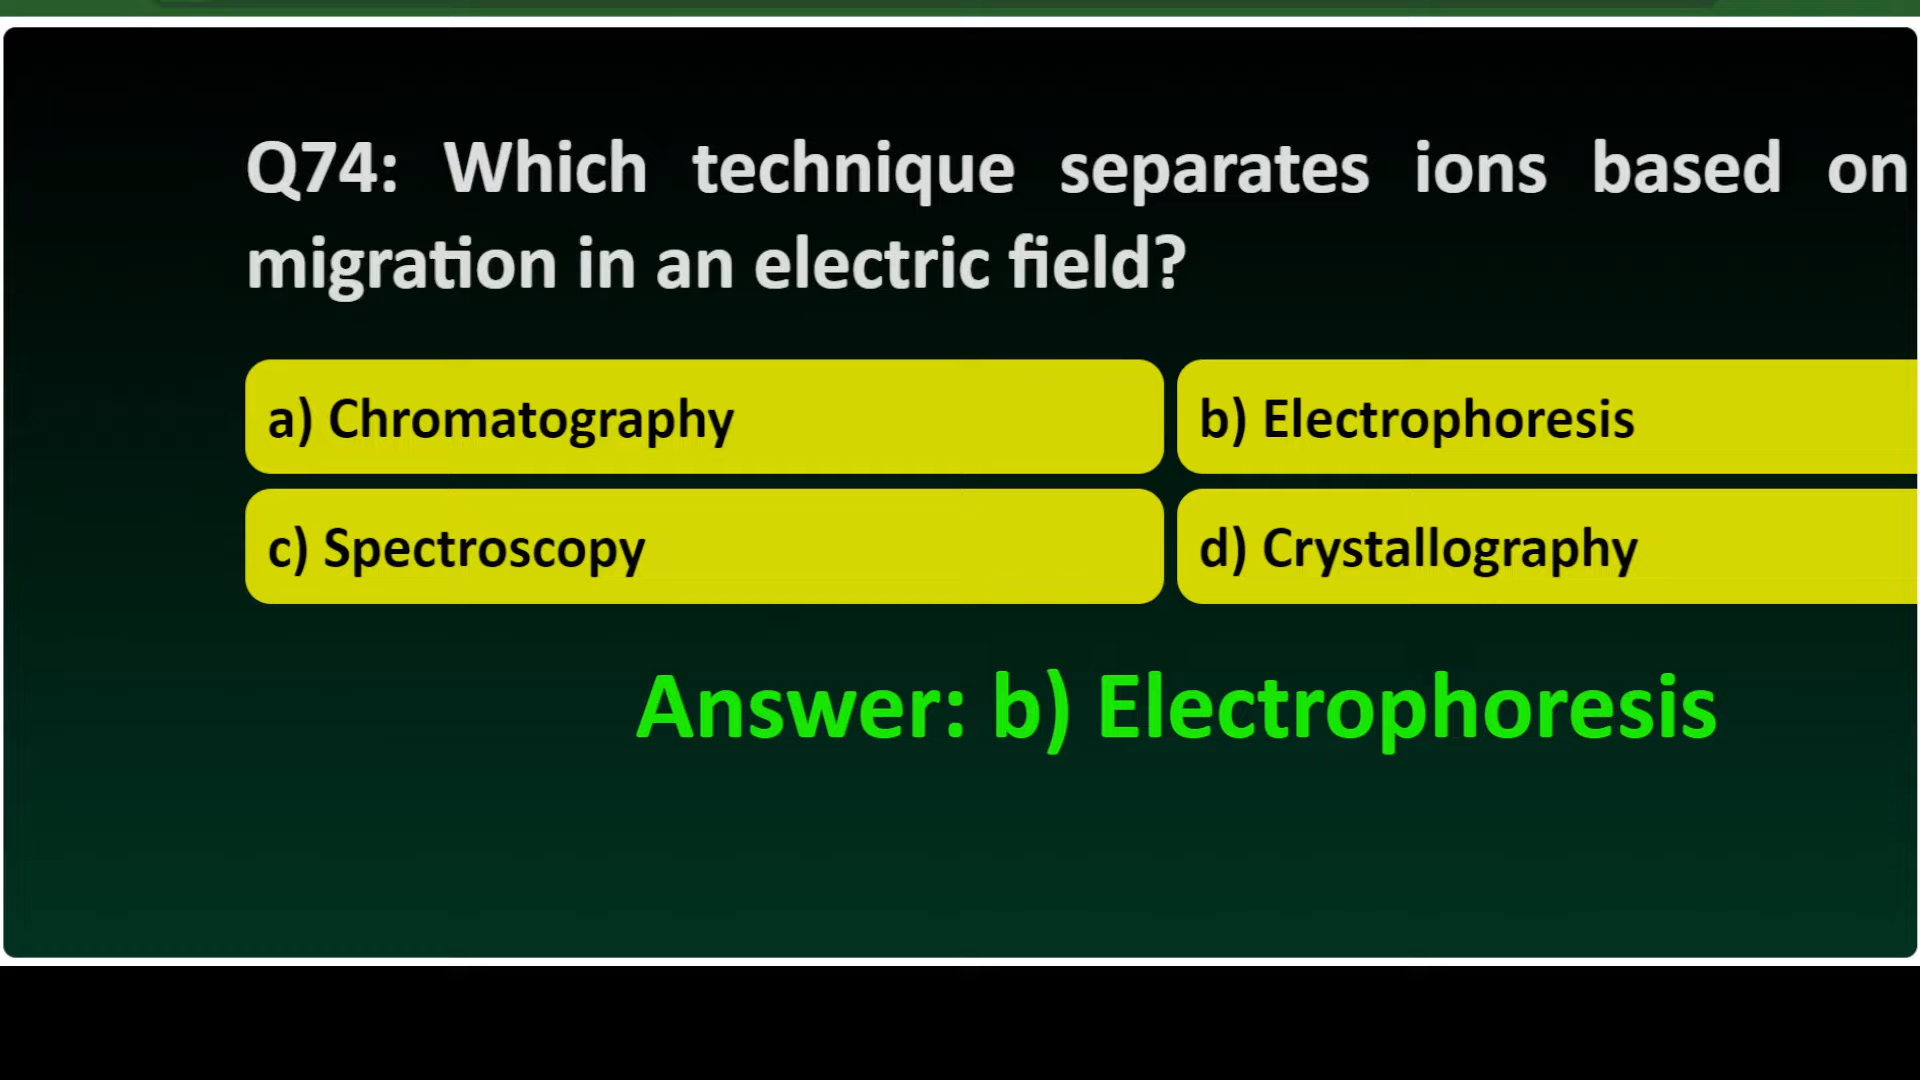 Q74: Which technique separates ions based on
migration in an electric field?
a) Chromatography
b) Electrophoresis
c) Spectroscopy
d) Crystallography
Answer: b) Electrophoresis